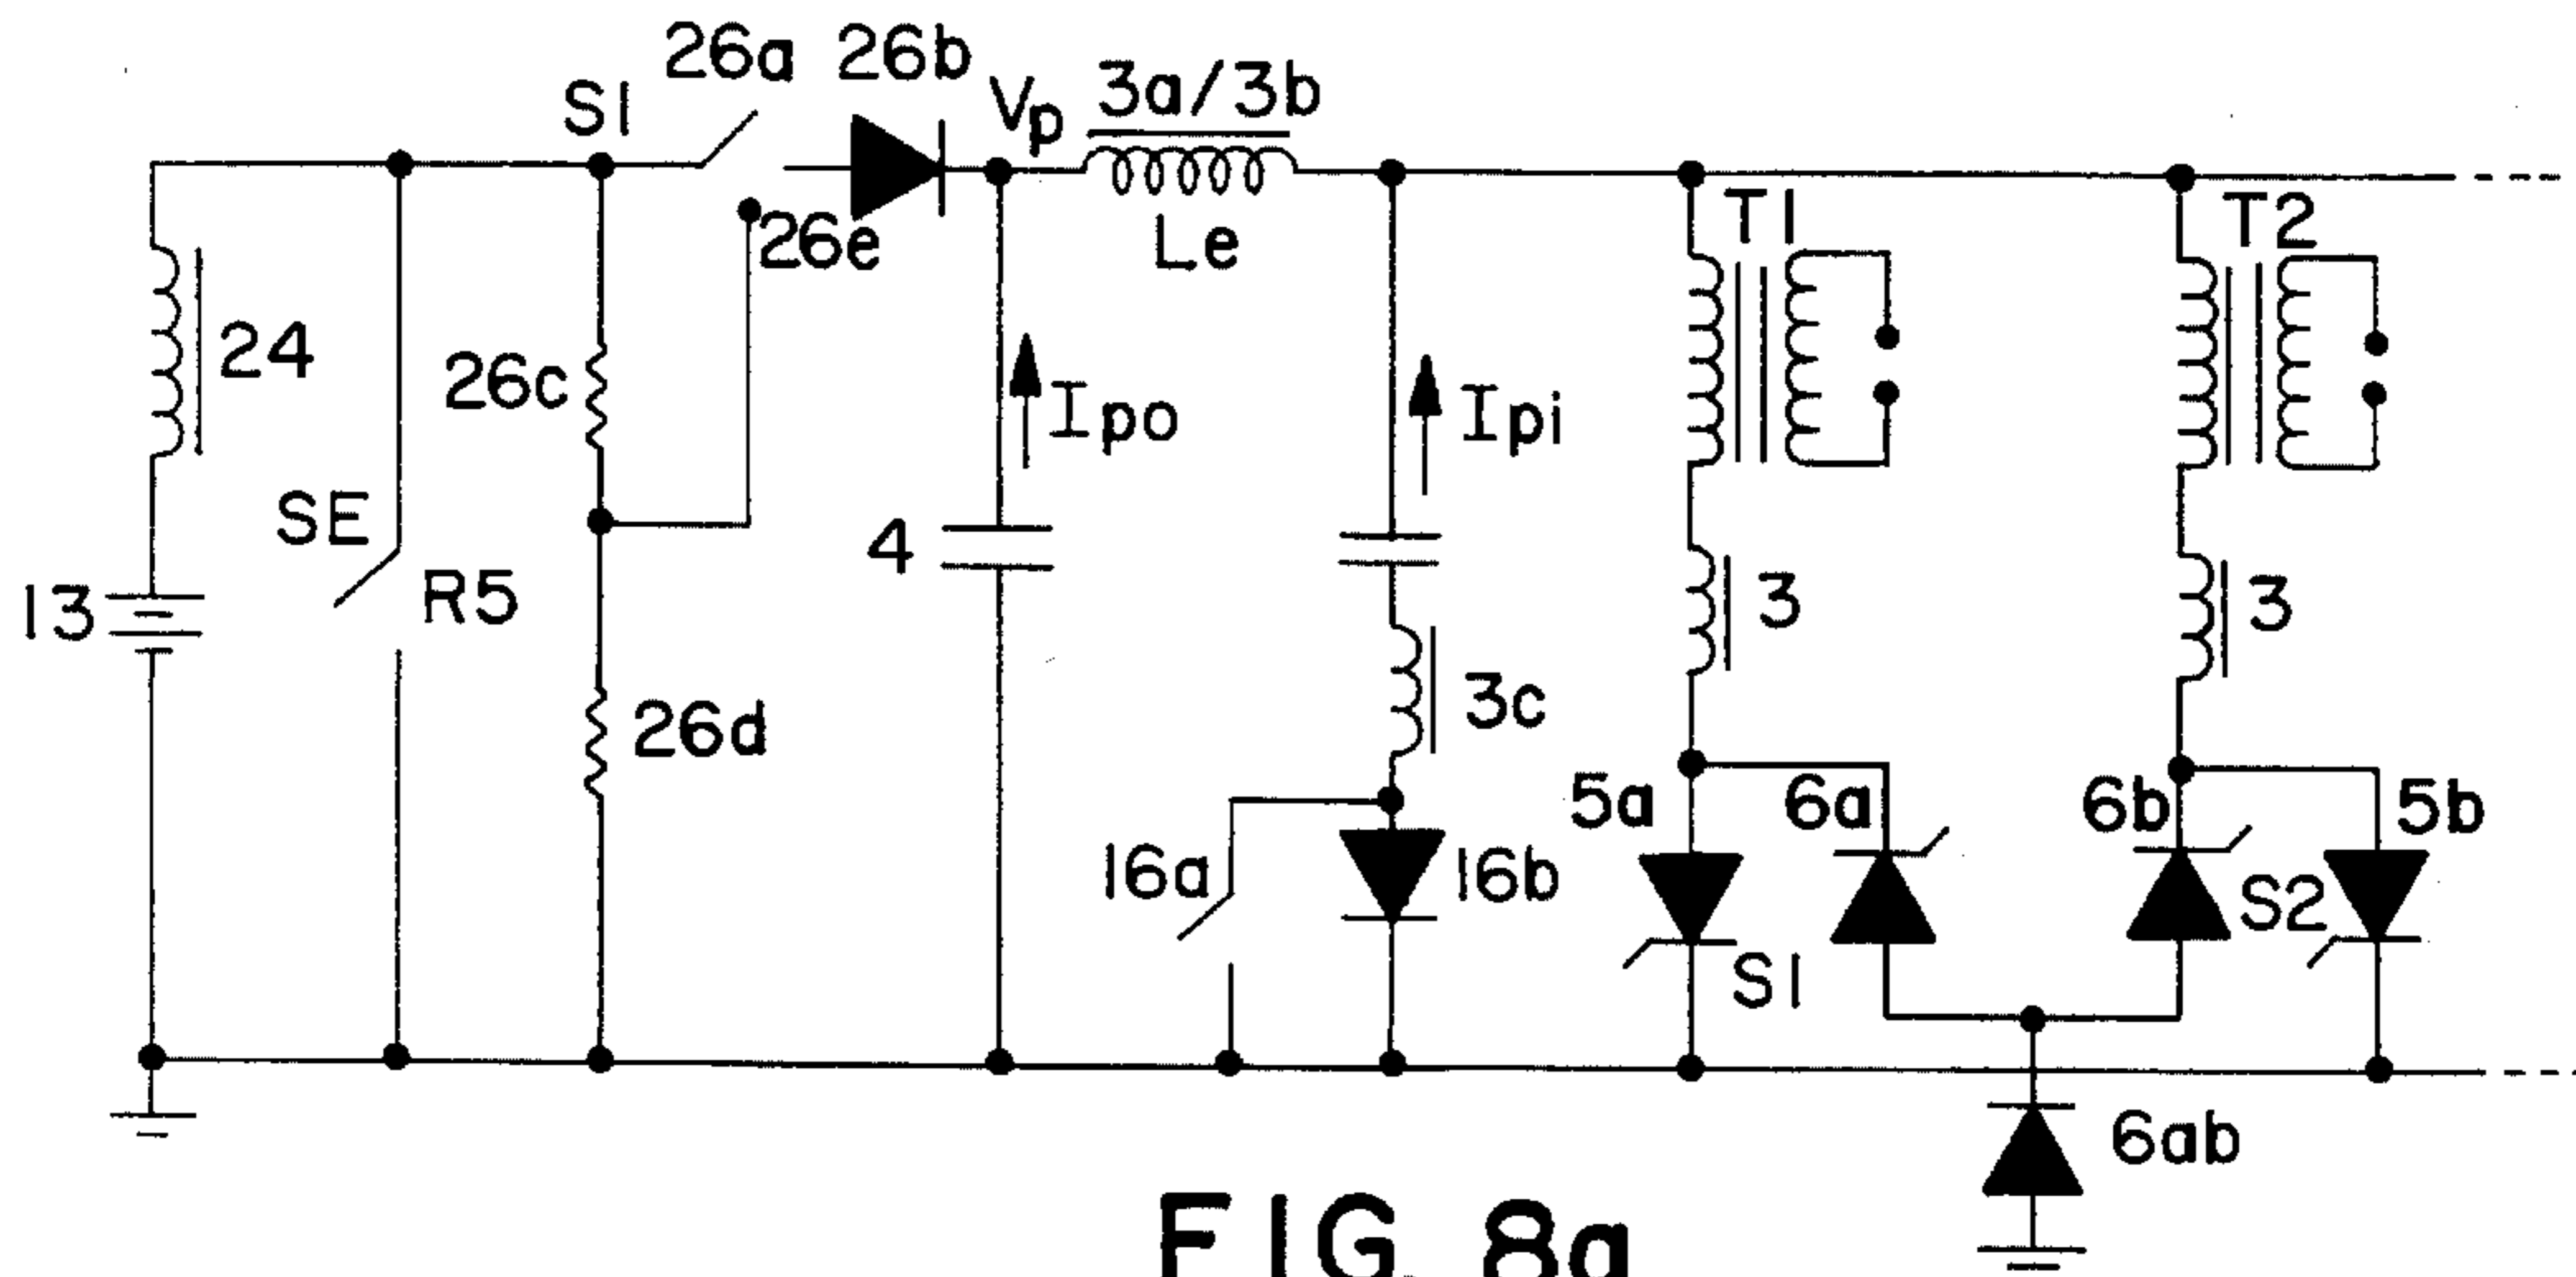 26a 26b
S1
Vp
3a/3b
26e
Le
T1
T2
24
26c
Ipo
Ipi
SE
R5
4
13
3
3
3c
26d
5a
6a
6b
5b
16a
16b
S2
S1
6ab
FIG. 8a